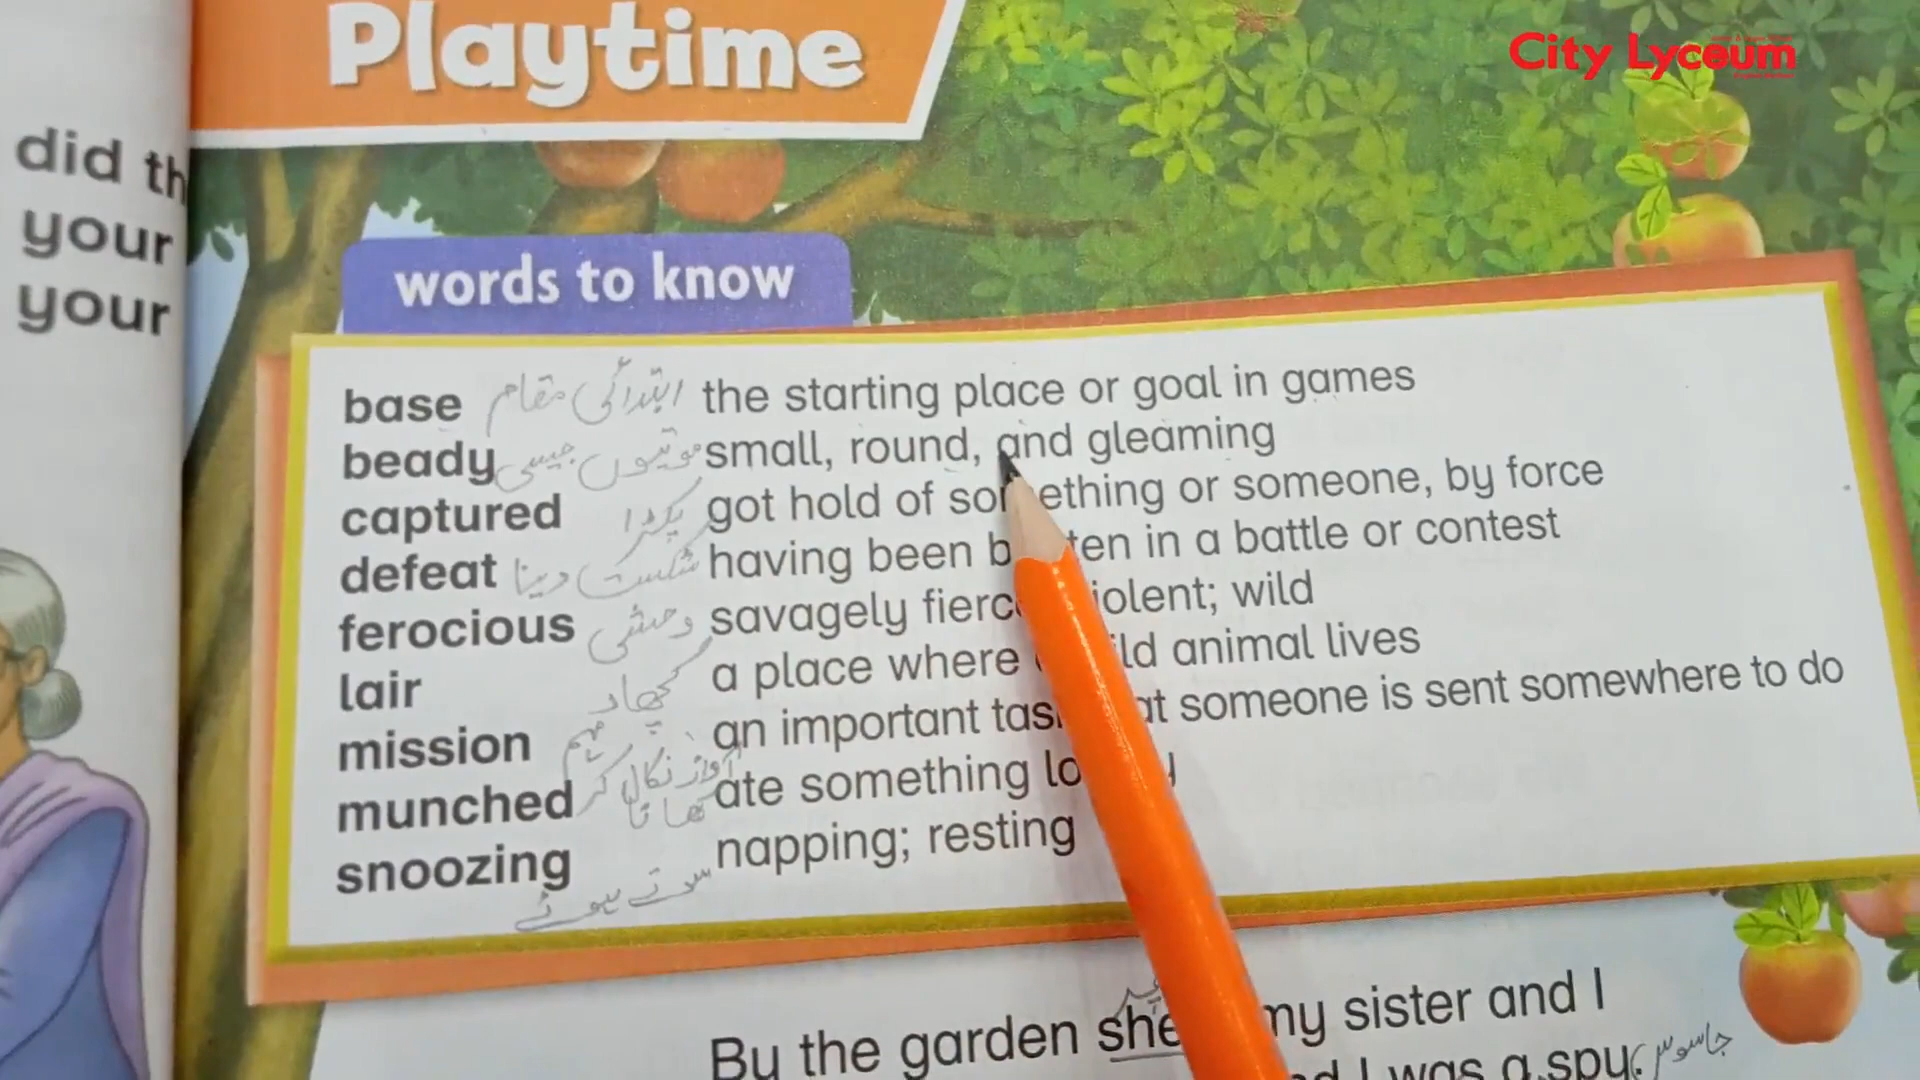 Playtime
City Lyceum
did th
your
your
words to know
base ابتدائی مقام the starting place or goal in games
beady موتیوں جیسی small, round, and gleaming
captured پکڑا got hold of something or someone, by force
defeat شکست دینا having been b ten in a battle or contest
ferocious وحشی savagely fierc iolent; wild
lair کچھار a place where ld animal lives
mission مہم an important tas at someone is sent somewhere to do
munched آواز نکال کر کھانا ate something lo y
snoozing سوتے ہوئے napping; resting
By the garden she my sister and I
d I was a spy. جاسوس